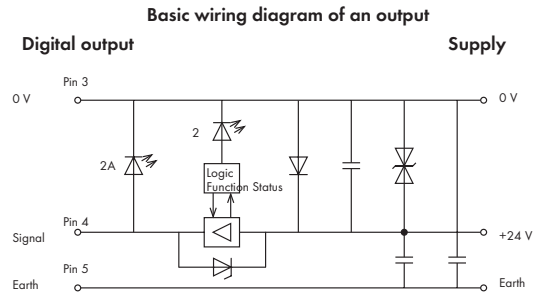 Basic wiring diagram of an output
Digital output
Supply
Pin 3
0 V
0 V
2
2A
Logic
Function Status
Pin 4
Signal
+24 V
Pin 5
Earth
Earth